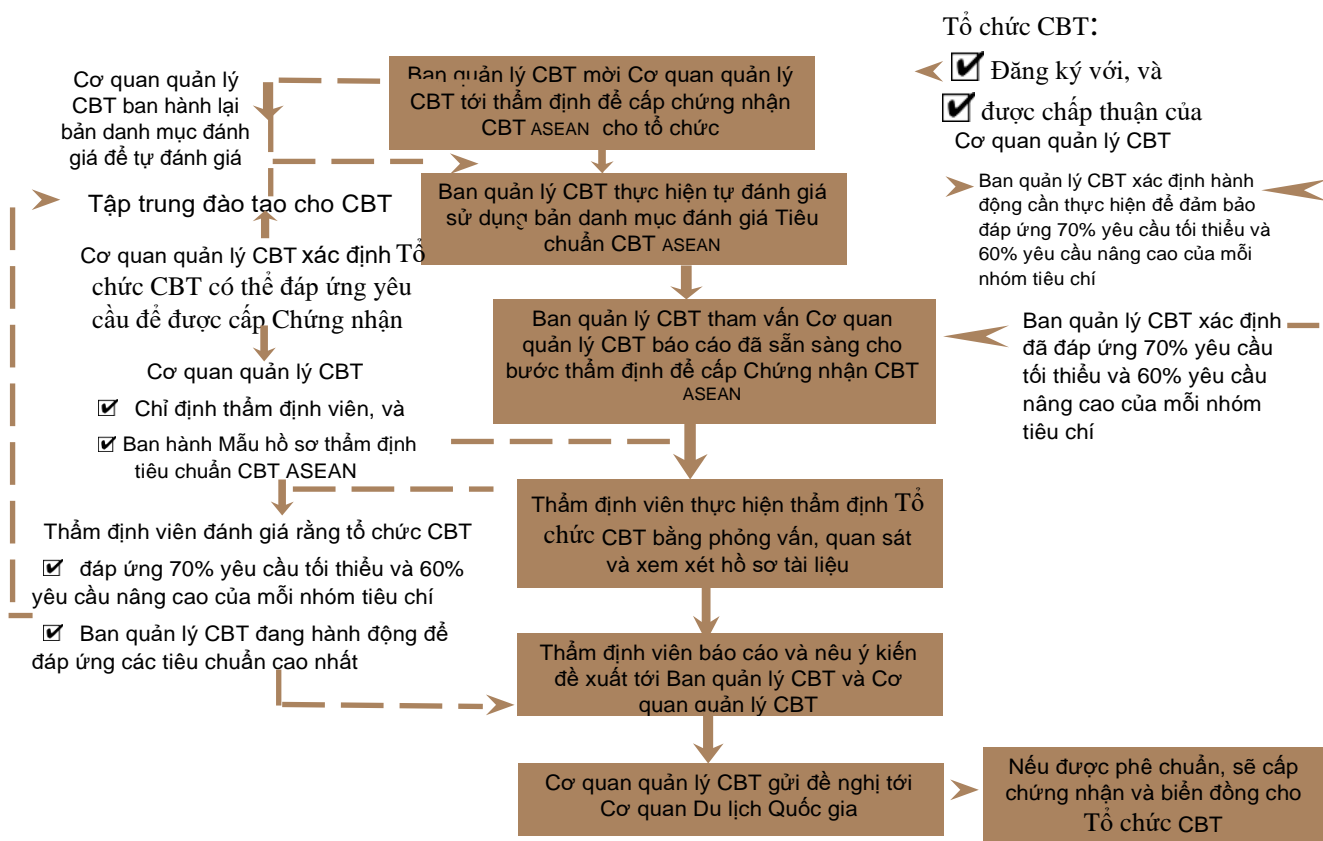 Tổ chức CBT:
☑ Đăng ký với, và
☑ được chấp thuận của
Cơ quan quản lý CBT
Cơ quan quản lý
CBT ban hành lại
bản danh mục đánh
giá để tự đánh giá
Ban quản lý CBT mời Cơ quan quản lý
CBT tới thẩm định để cấp chứng nhận
CBT ASEAN cho tổ chức
Tập trung đào tạo cho CBT
Ban quản lý CBT thực hiện tự đánh giá
sử dụng bản danh mục đánh giá Tiêu
chuẩn CBT ASEAN
Ban quản lý CBT xác định hành
động cần thực hiện để đảm bảo
đáp ứng 70% yêu cầu tối thiểu và
60% yêu cầu nâng cao của mỗi
nhóm tiêu chí
Cơ quan quản lý CBT xác định Tổ
chức CBT có thể đáp ứng yêu
cầu để được cấp Chứng nhận
Ban quản lý CBT tham vấn Cơ quan
quản lý CBT báo cáo đã sẵn sàng cho
bước thẩm định để cấp Chứng nhận CBT
ASEAN
Ban quản lý CBT xác định
đã đáp ứng 70% yêu cầu
tối thiểu và 60% yêu cầu
nâng cao của mỗi nhóm
tiêu chí
Cơ quan quản lý CBT
☑ Chỉ định thẩm định viên, và
☑ Ban hành Mẫu hồ sơ thẩm định
tiêu chuẩn CBT ASEAN
Thẩm định viên thực hiện thẩm định Tổ
chức CBT bằng phỏng vấn, quan sát
và xem xét hồ sơ tài liệu
Thẩm định viên đánh giá rằng tổ chức CBT
☑ đáp ứng 70% yêu cầu tối thiểu và 60%
yêu cầu nâng cao của mỗi nhóm tiêu chí
☑ Ban quản lý CBT đang hành động để
đáp ứng các tiêu chuẩn cao nhất
Thẩm định viên báo cáo và nêu ý kiến
đề xuất tới Ban quản lý CBT và Cơ
quan quản lý CBT
Cơ quan quản lý CBT gửi đề nghị tới
Cơ quan Du lịch Quốc gia
Nếu được phê chuẩn, sẽ cấp
chứng nhận và biển đồng cho
Tổ chức CBT